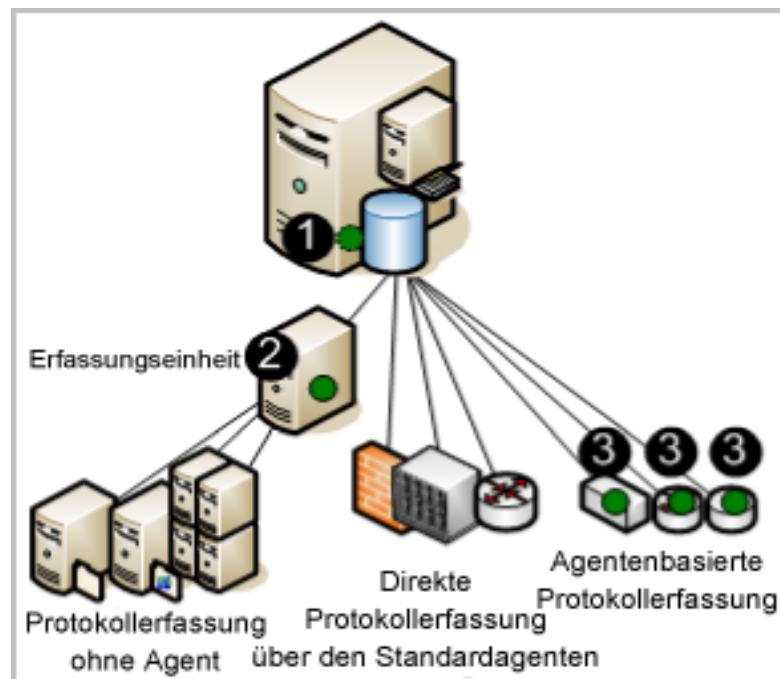 1
Erfassungseinheit 2
3 3 3
Protokollerfassung
ohne Agent
Direkte
Protokollerfassung
über den Standardagenten
Agentenbasierte
Protokollerfassung